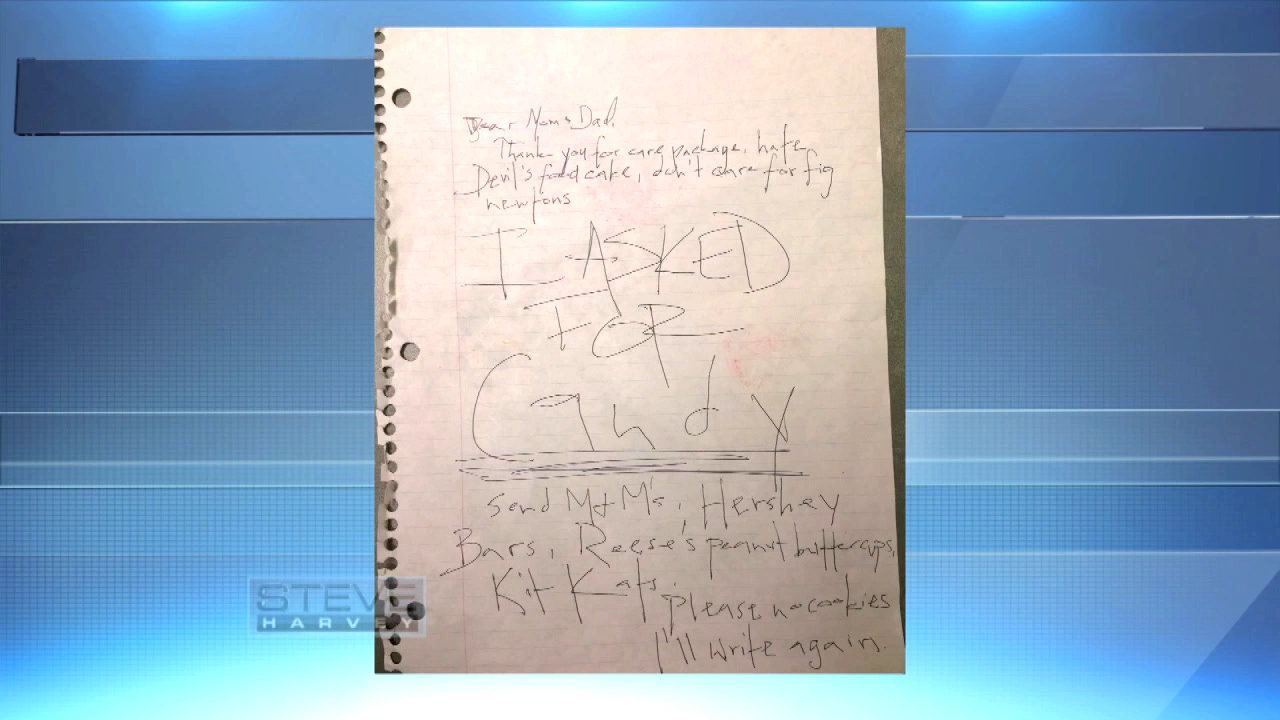 Dear Mom & Dad,
Thank you for care package, hate
Devil's food cake, don't care for fig
newtons
I ASKED
FOR
Candy
Send M+M's, Hershey
Bars, Reese's peanut buttercups,
Kit Kats.
please no cookies
I'll write again.
STEVE
HARVEY